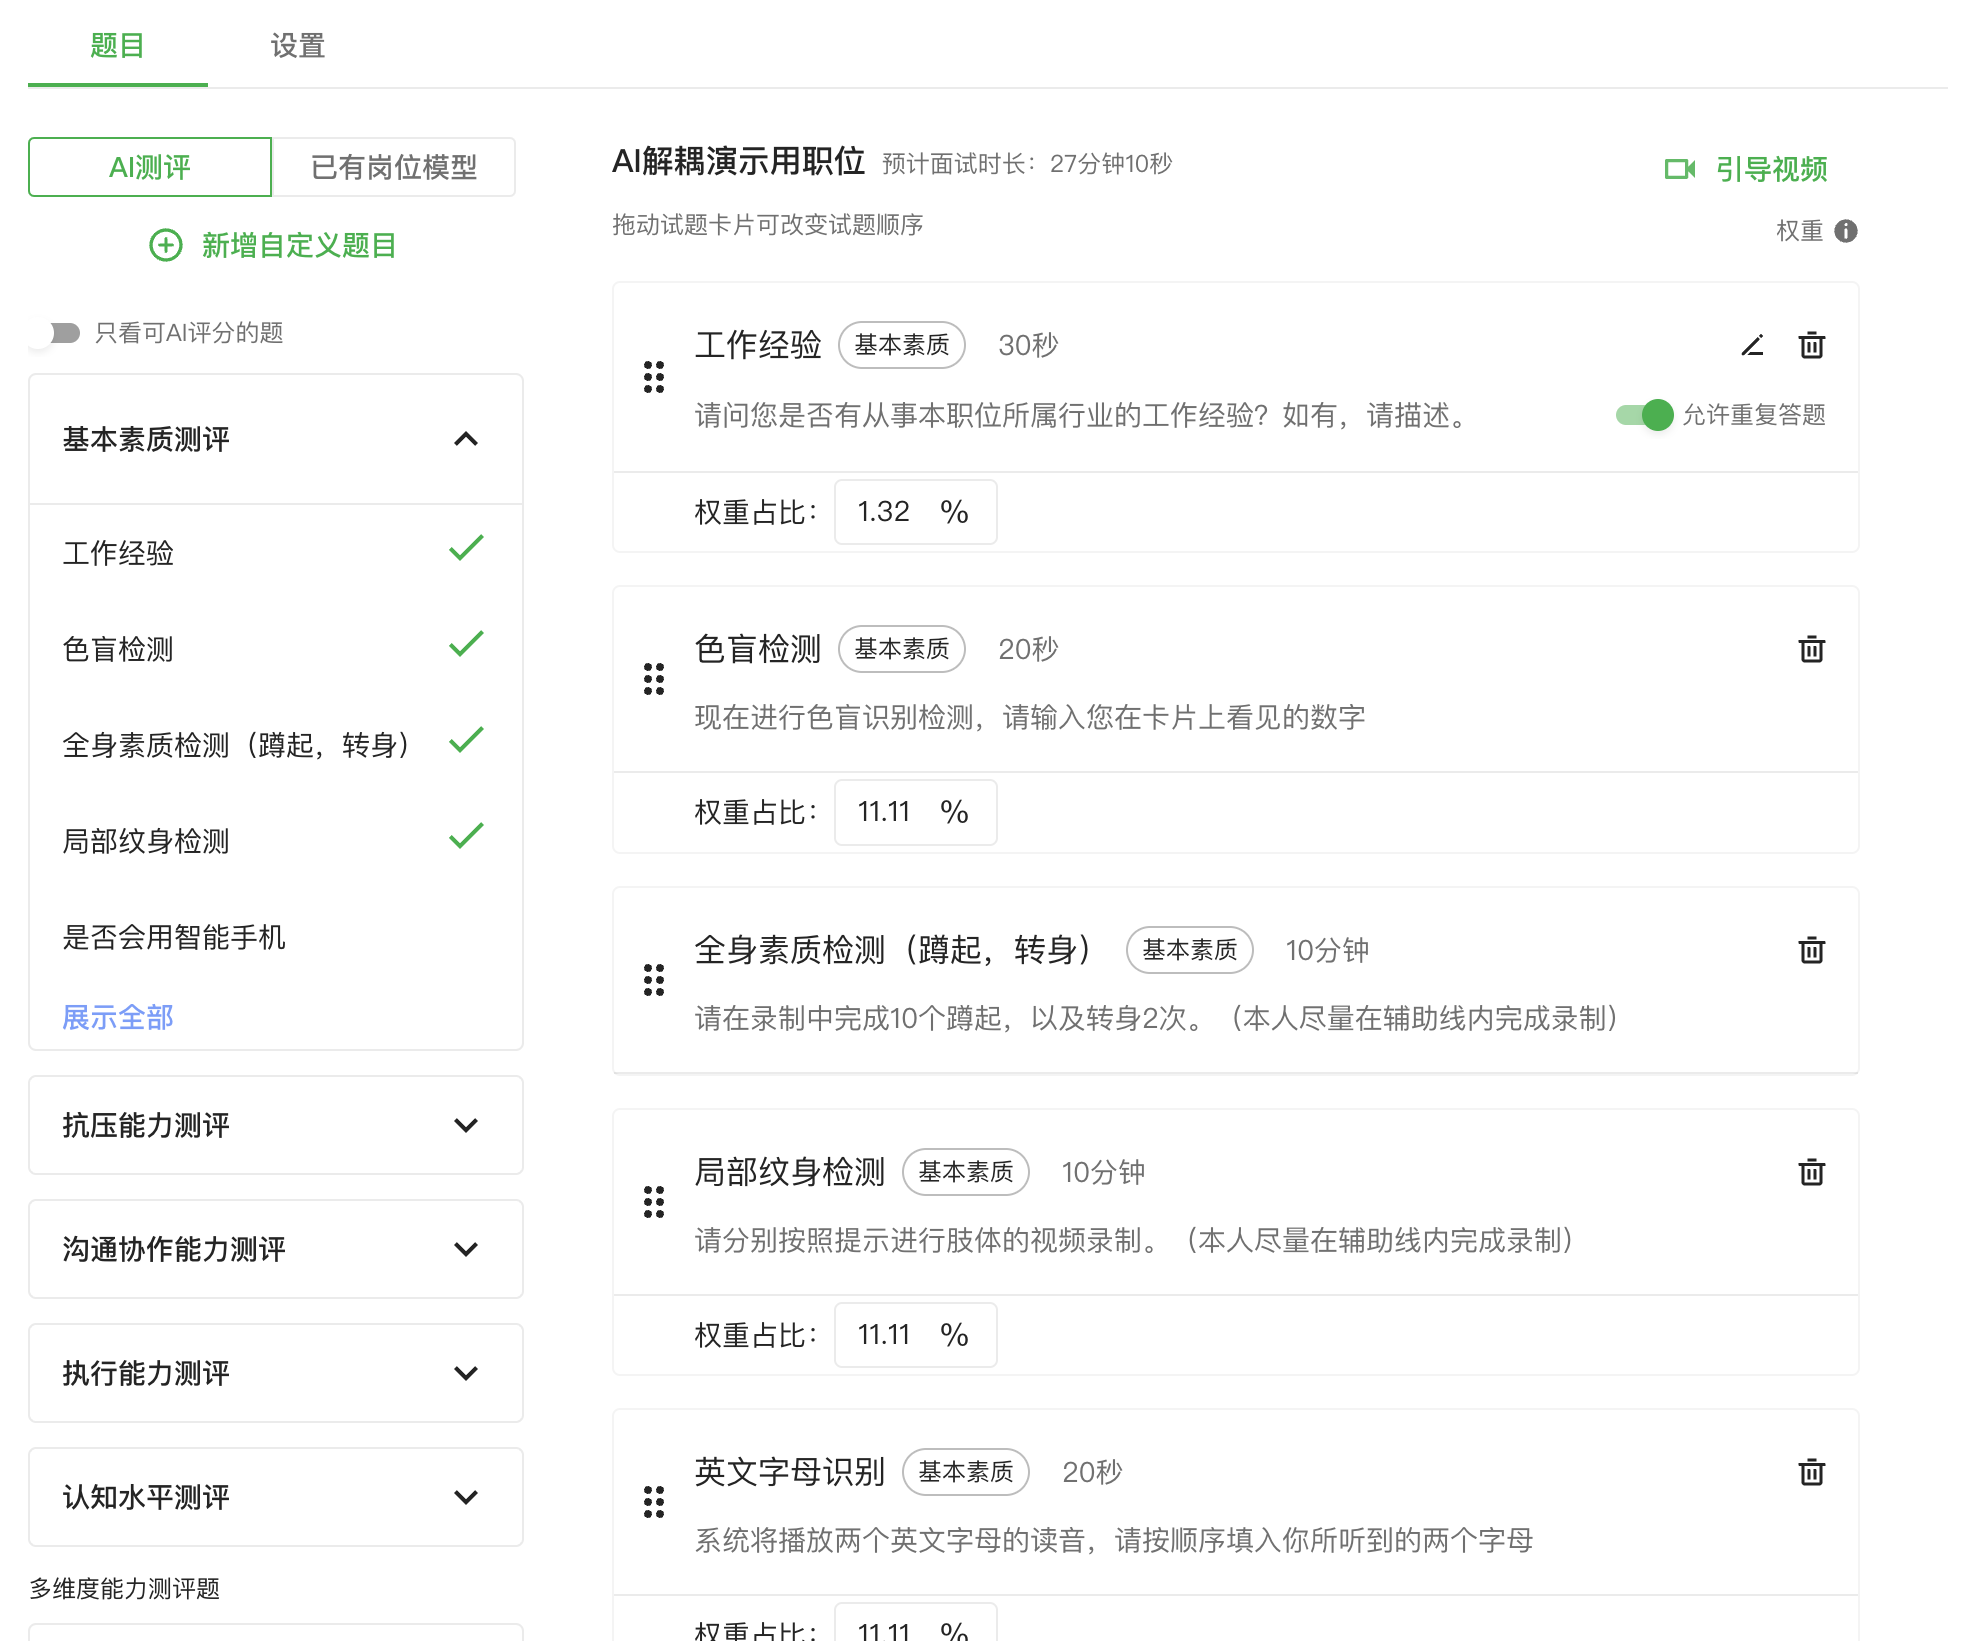 题目 设置
AI测评 已有岗位模型
新增自定义题目
只看可AI评分的题
基本素质测评
工作经验
色盲检测
全身素质检测（蹲起，转身）
局部纹身检测
是否会用智能手机
展示全部
抗压能力测评
沟通协作能力测评
执行能力测评
认知水平测评
多维度能力测评题
AI解耦演示用职位 预计面试时长：27分钟10秒
引导视频
拖动试题卡片可改变试题顺序
权重
工作经验 基本素质 30秒
请问您是否有从事本职位所属行业的工作经验？如有，请描述。
允许重复答题
权重占比： 1.32 %
色盲检测 基本素质 20秒
现在进行色盲识别检测，请输入您在卡片上看见的数字
权重占比： 11.11 %
全身素质检测（蹲起，转身） 基本素质 10分钟
请在录制中完成10个蹲起，以及转身2次。（本人尽量在辅助线内完成录制）
局部纹身检测 基本素质 10分钟
请分别按照提示进行肢体的视频录制。（本人尽量在辅助线内完成录制）
权重占比： 11.11 %
英文字母识别 基本素质 20秒
系统将播放两个英文字母的读音，请按顺序填入你所听到的两个字母
权重占比： 11.11 %